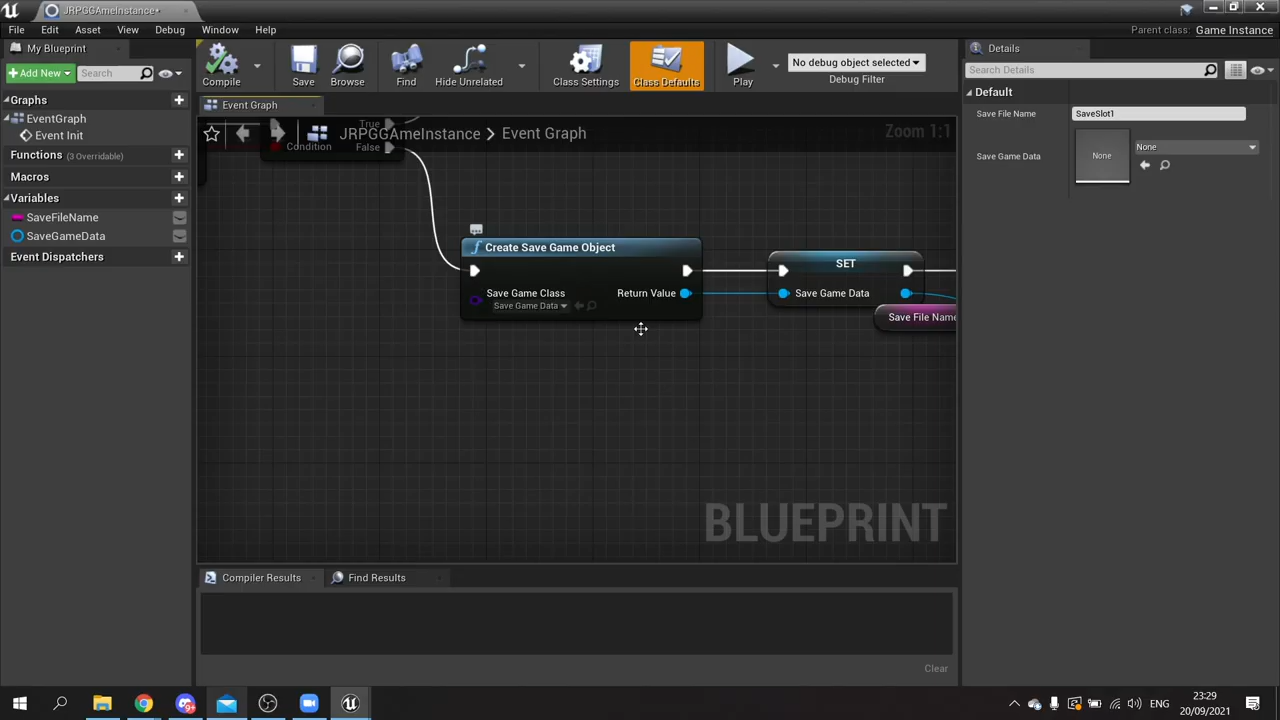 JRPGGAmeInstance*
File Edit Asset View Debug Window Help
Parent class: Game Instance
My Blueprint
Add New
Search
Compile
Save
Browse
Find
Hide Unrelated
Class Settings
Class Defaults
Play
No debug object selected
Debug Filter
Details
Search Details
Graphs
EventGraph
Event Init
Functions (3 Overridable)
Macros
Variables
SaveFileName
SaveGameData
Event Dispatchers
Event Graph
JRPGGAmeInstance > Event Graph
Zoom 1:1
True
Condition False
Create Save Game Object
Save Game Class
Save Game Data
Return Value
SET
Save Game Data
Save File Name
BLUEPRINT
Default
Save File Name SaveSlot1
Save Game Data None None
Compiler Results
Find Results
Clear
ENG
23:29
20/09/2021